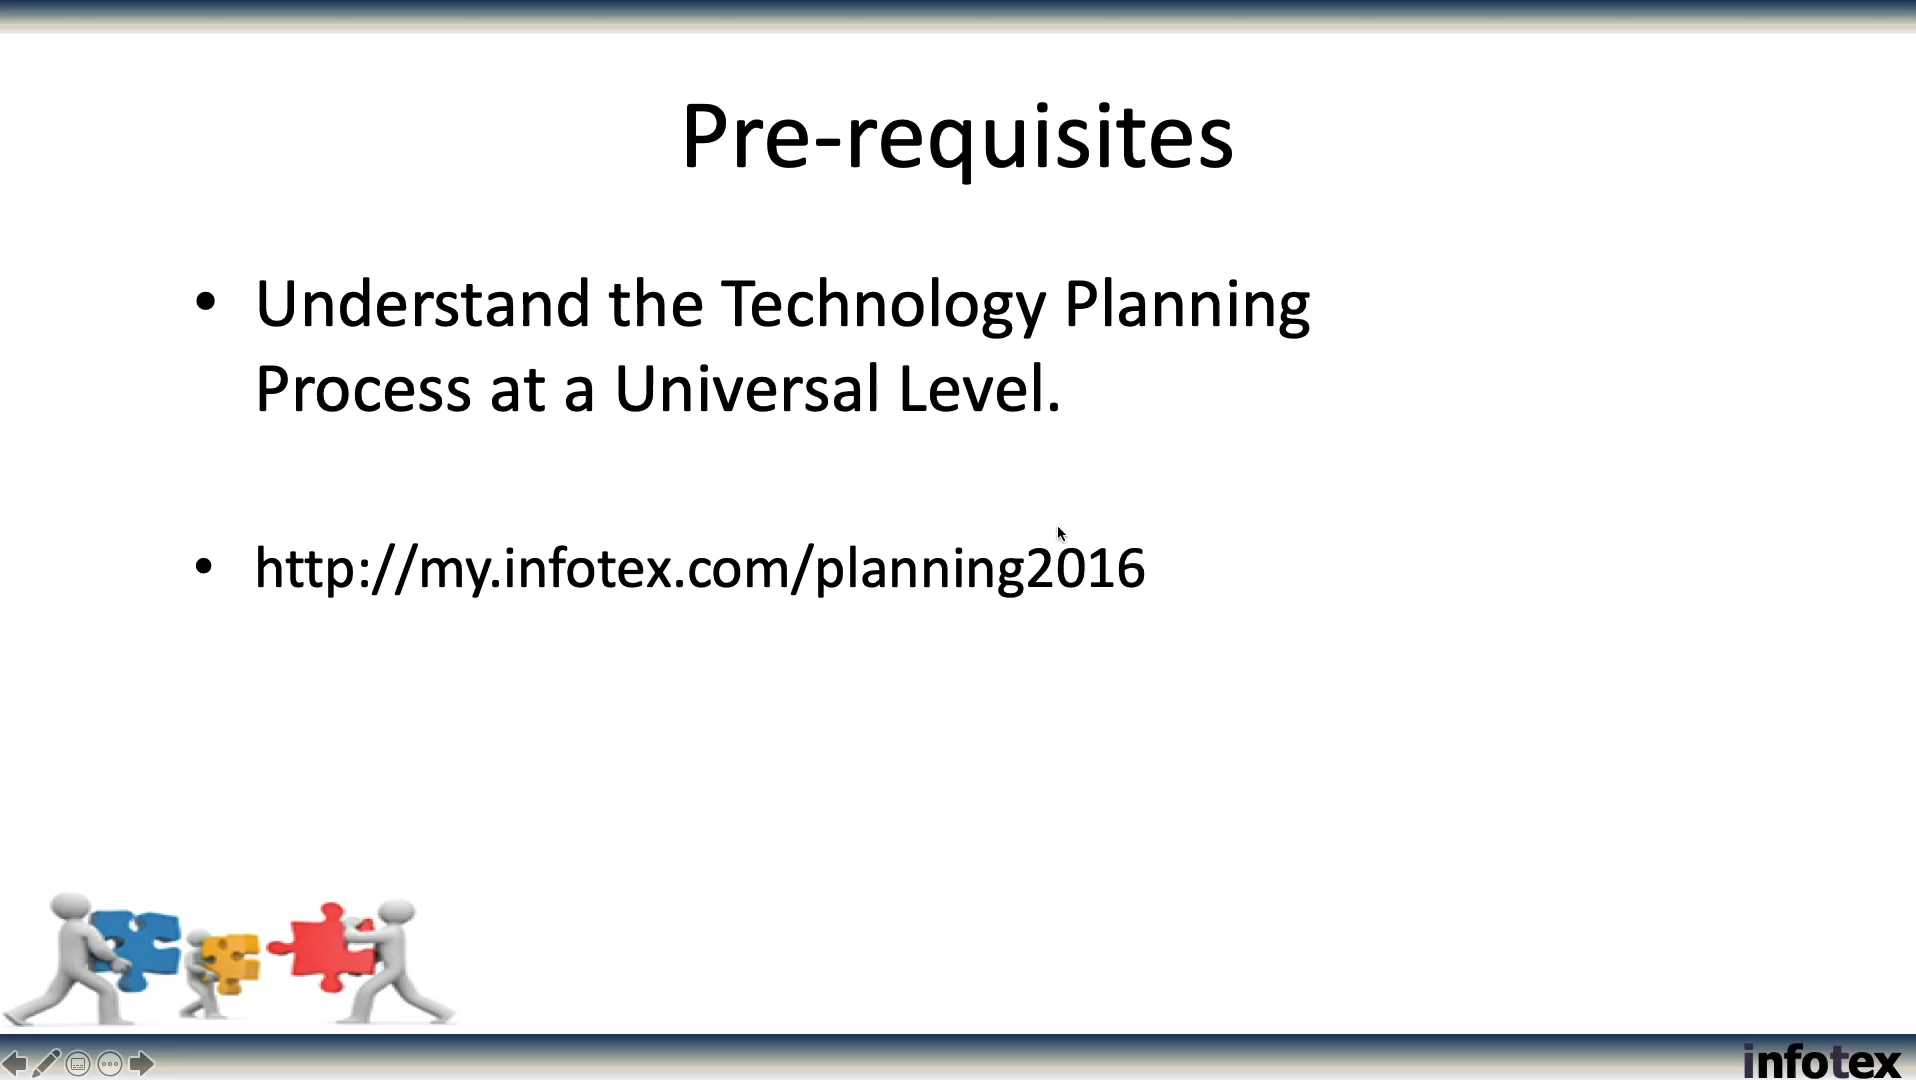 Pre-requisites
• Understand the Technology Planning
Process at a Universal Level.
• http://my.infotex.com/planning2016
infotex